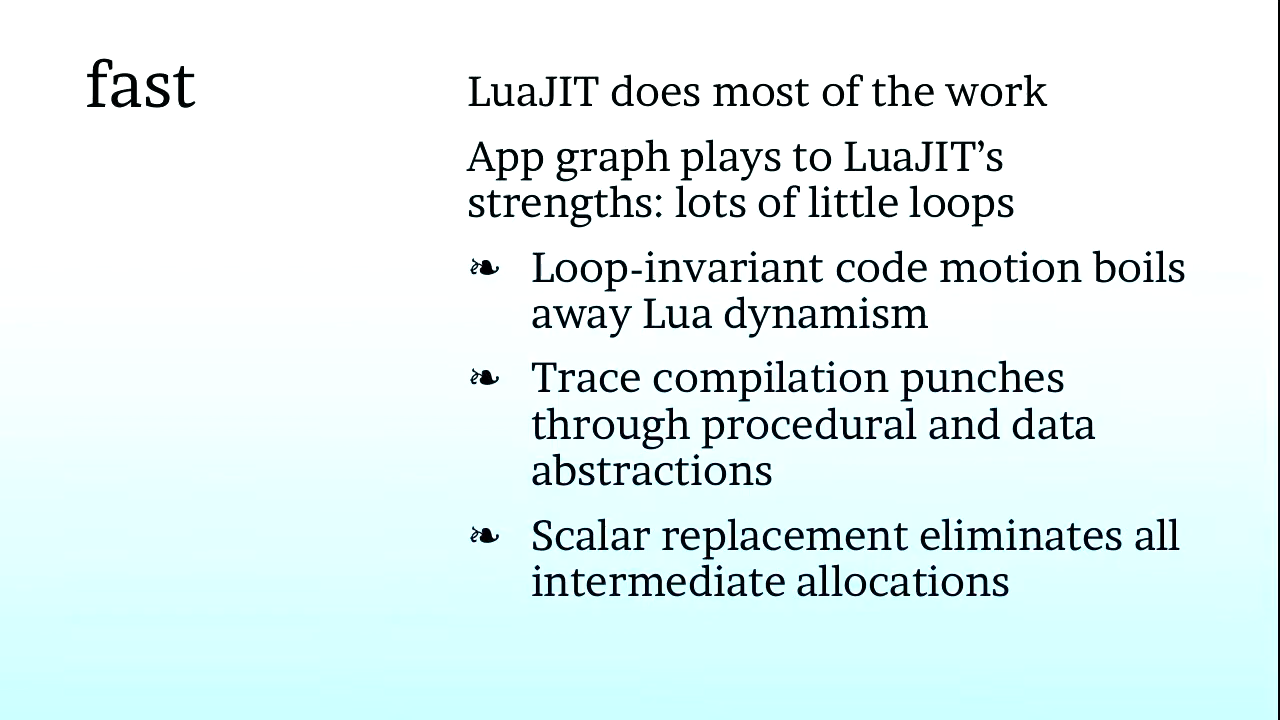 fast
LuaJIT does most of the work
App graph plays to LuaJIT’s
strengths: lots of little loops
❧ Loop-invariant code motion boils
away Lua dynamism
❧ Trace compilation punches
through procedural and data
abstractions
❧ Scalar replacement eliminates all
intermediate allocations